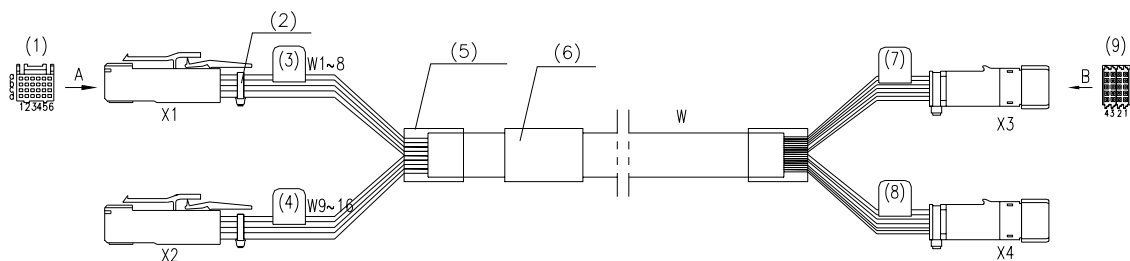 (1)
A
123456
X1
(2)
(3)
W1~8
(5)
(6)
W
(7)
X3
B
(9)
4321
X2
(4)
W9~16
(8)
X4